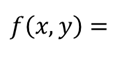 f(x, y) =